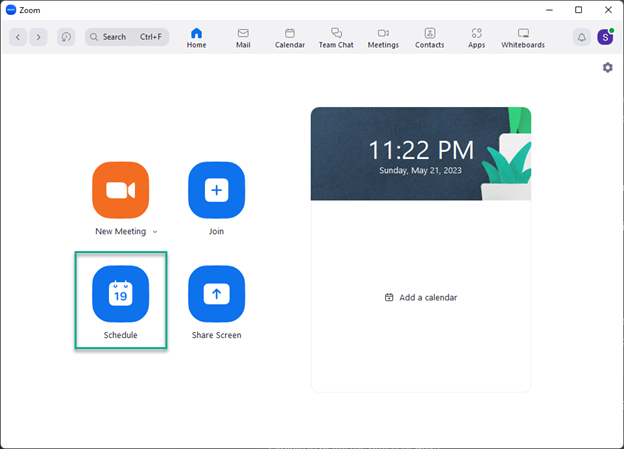 Zoom
Search Ctrl+F
Home
Mail
Calendar
Team Chat
Meetings
Contacts
Apps
Whiteboards
S
11:22 PM
Sunday, May 21, 2023
New Meeting
Join
19
Schedule
Share Screen
Add a calendar